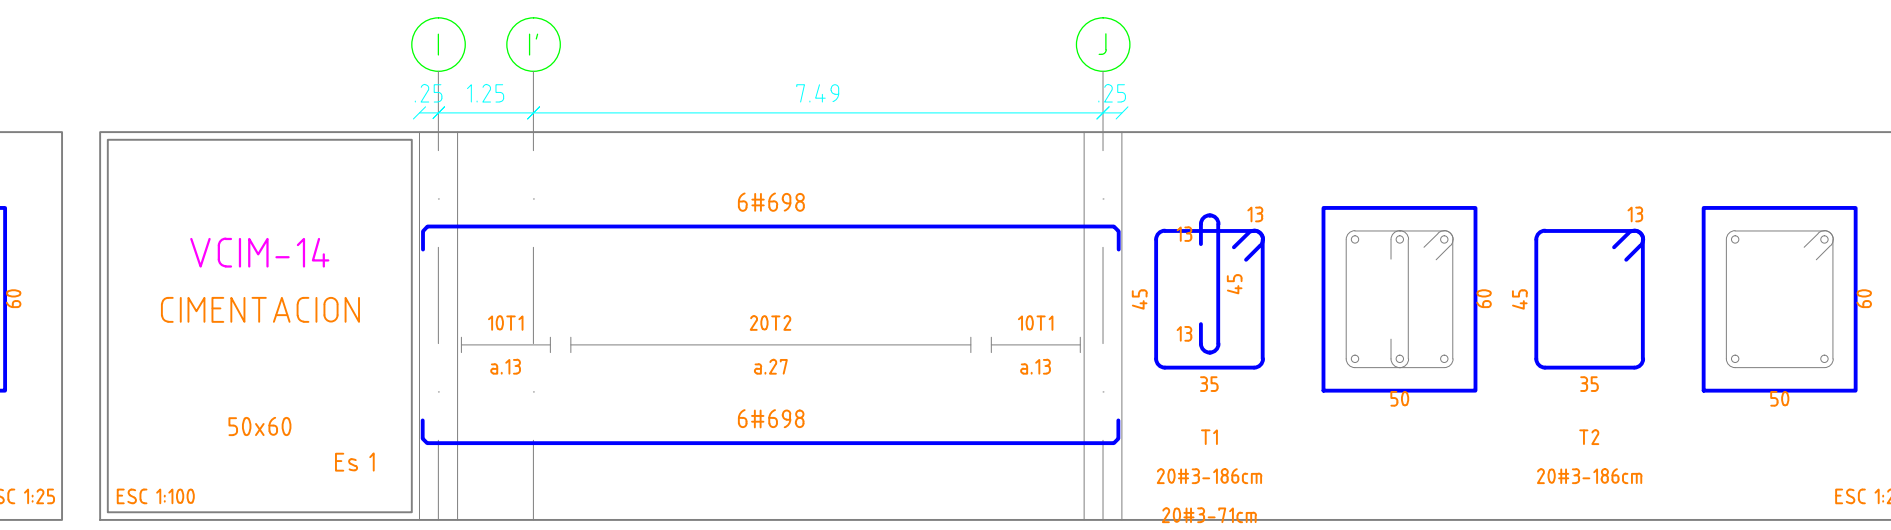 I I' J
.25 1.25 7.49 .25
VCIM-14
CIMENTACION
50x60
Es 1
ESC 1:100
60
SC 1:25
6#698
10T1 20T2 10T1
a.13 a.27 a.13
6#698
13
13
45
45
13
35
T1
20#3-186cm
20#3-71cm
60
50
13
45
35
T2
20#3-186cm
60
50
ESC 1:2